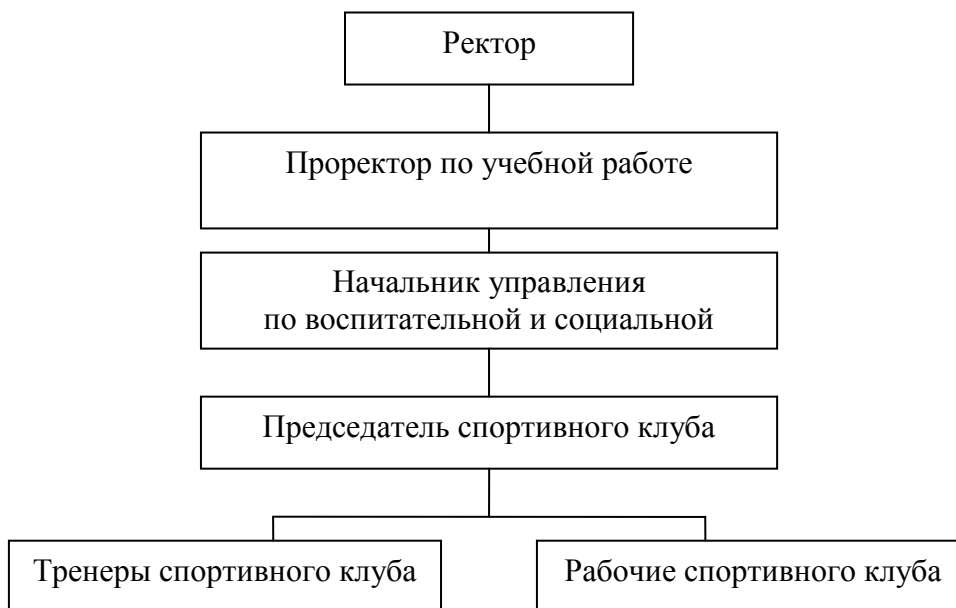 Ректор
Проректор по учебной работе
Начальник управления
по воспитательной и социальной
Председатель спортивного клуба
Тренеры спортивного клуба
Рабочие спортивного клуба